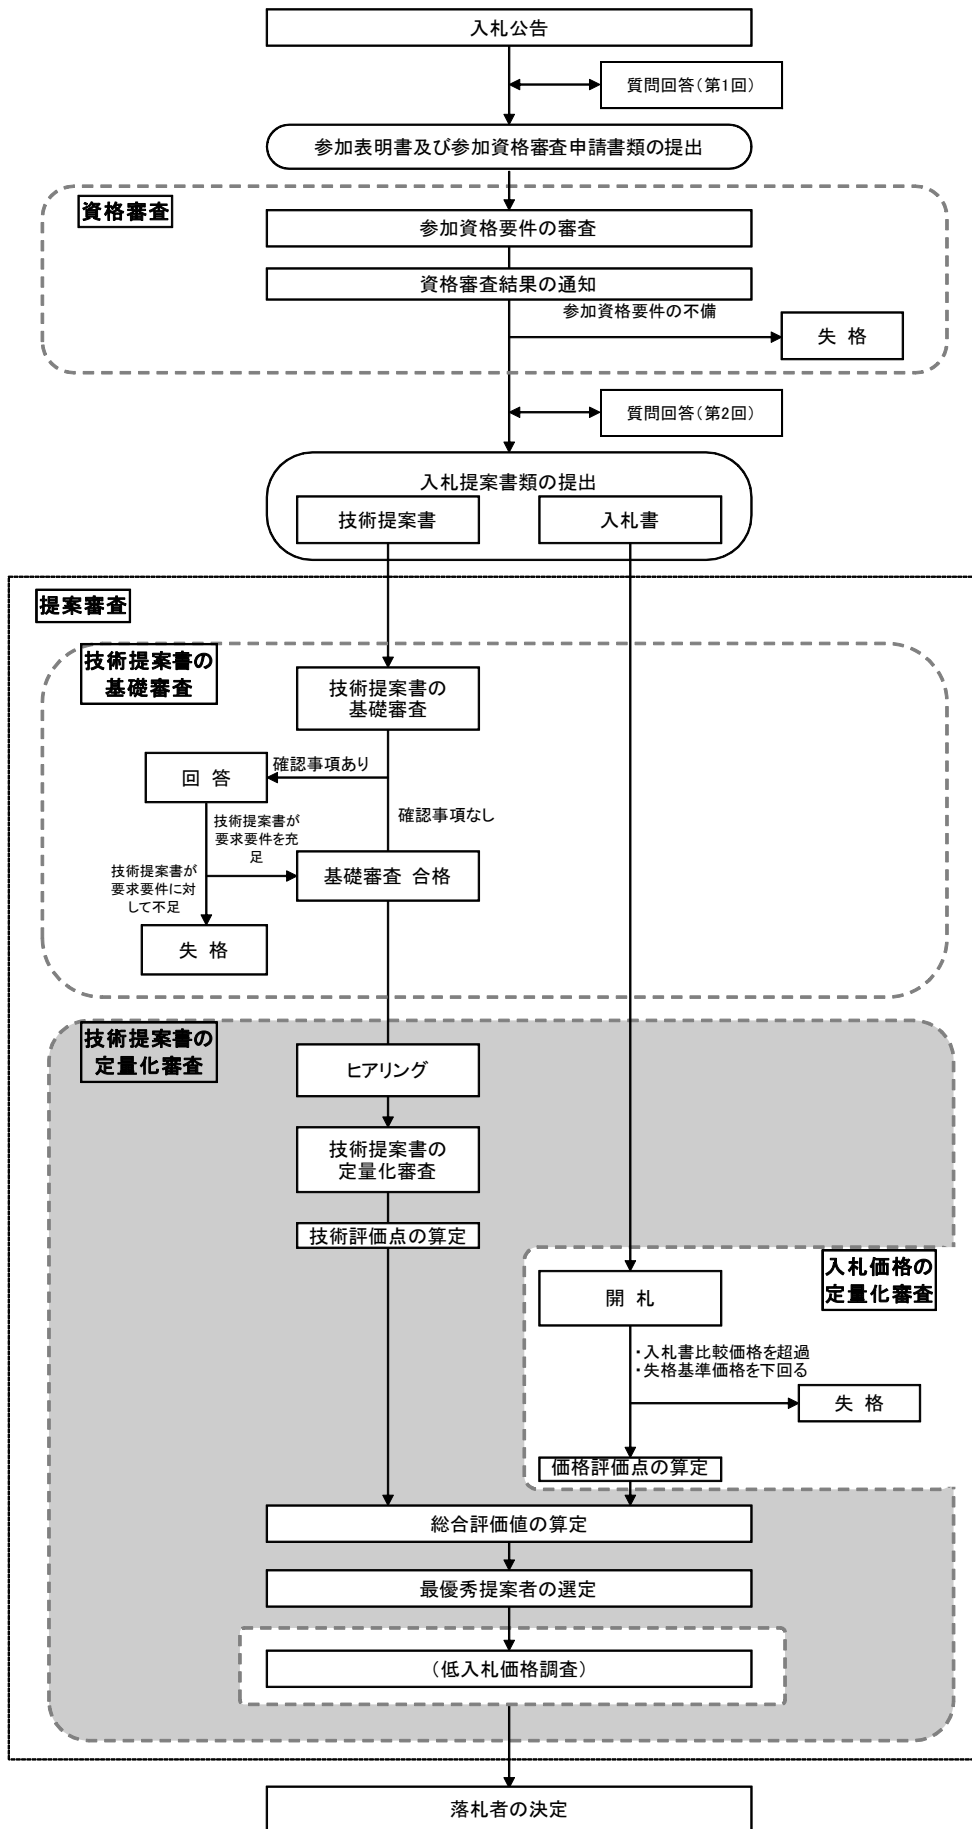 入札公告
質問回答(第1回)
参加表明書及び参加資格審査申請書類の提出
資格審査
参加資格要件の審査
資格審査結果の通知
参加資格要件の不備
失 格
質問回答(第2回)
入札提案書類の提出
技術提案書
入札書
提案審査
技術提案書の
基礎審査
技術提案書の
基礎審査
確認事項あり
回 答
確認事項なし
技術提案書が
要求要件を充
足
技術提案書が
要求要件に対
して不足
基礎審査 合格
失 格
技術提案書の
定量化審査
ヒアリング
技術提案書の
定量化審査
技術評価点の算定
入札価格の
定量化審査
開 札
・入札書比較価格を超過
・失格基準価格を下回る
失 格
価格評価点の算定
総合評価値の算定
最優秀提案者の選定
(低入札価格調査)
落札者の決定